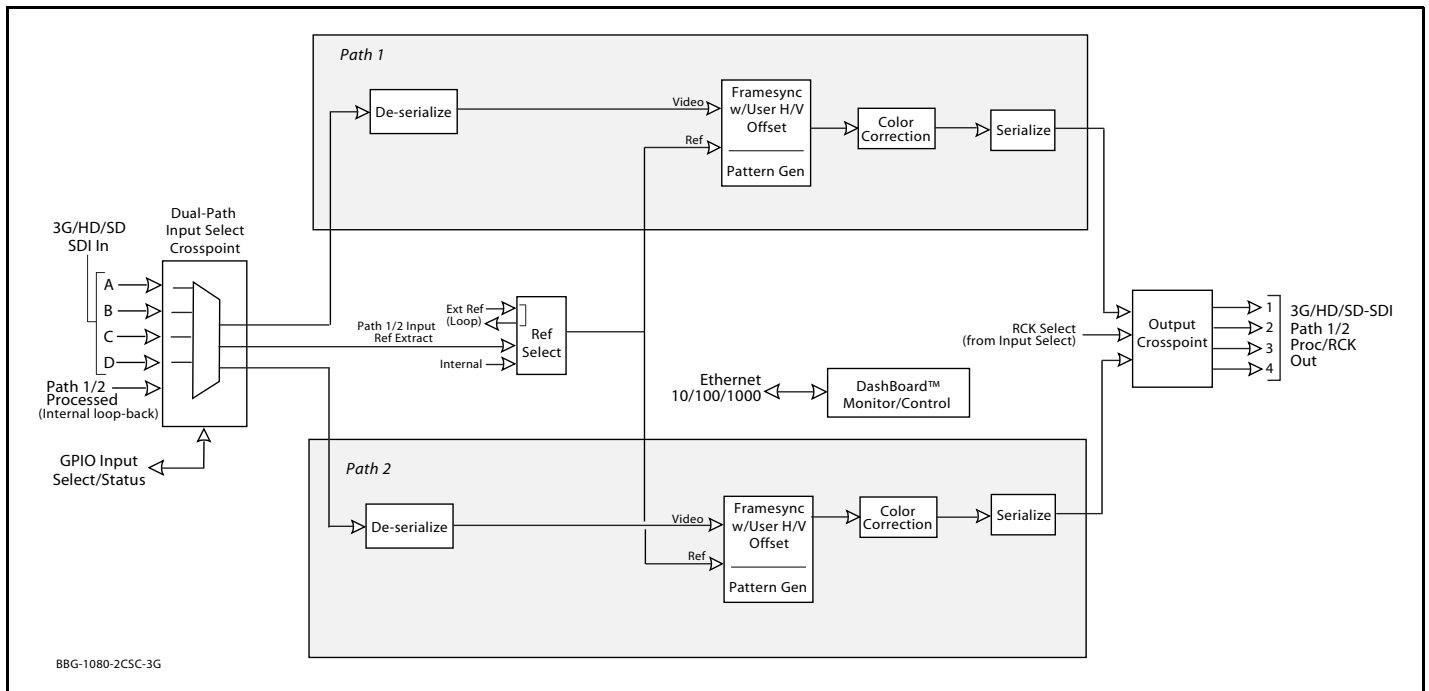 Path 1
De-serialize
Video
Ref
Framesync
w/User H/V
Offset
Pattern Gen
Color
Correction
Serialize
3G/HD/SD
SDI In
Dual-Path
Input Select
Crosspoint
A
B
C
D
Path 1/2
Processed
(Internal loop-back)
GPIO Input
Select/Status
Path 1/2 Input
Ref Extract
Ext Ref
(Loop)
Internal
Ref
Select
Ethernet
10/100/1000
DashBoard™
Monitor/Control
RCK Select
(from Input Select)
Output
Crosspoint
1
2
3
4
3G/HD/SD-SDI
Path 1/2
Proc/RCK
Out
Path 2
De-serialize
Video
Ref
Framesync
w/User H/V
Offset
Pattern Gen
Color
Correction
Serialize
BBG-1080-2CSC-3G